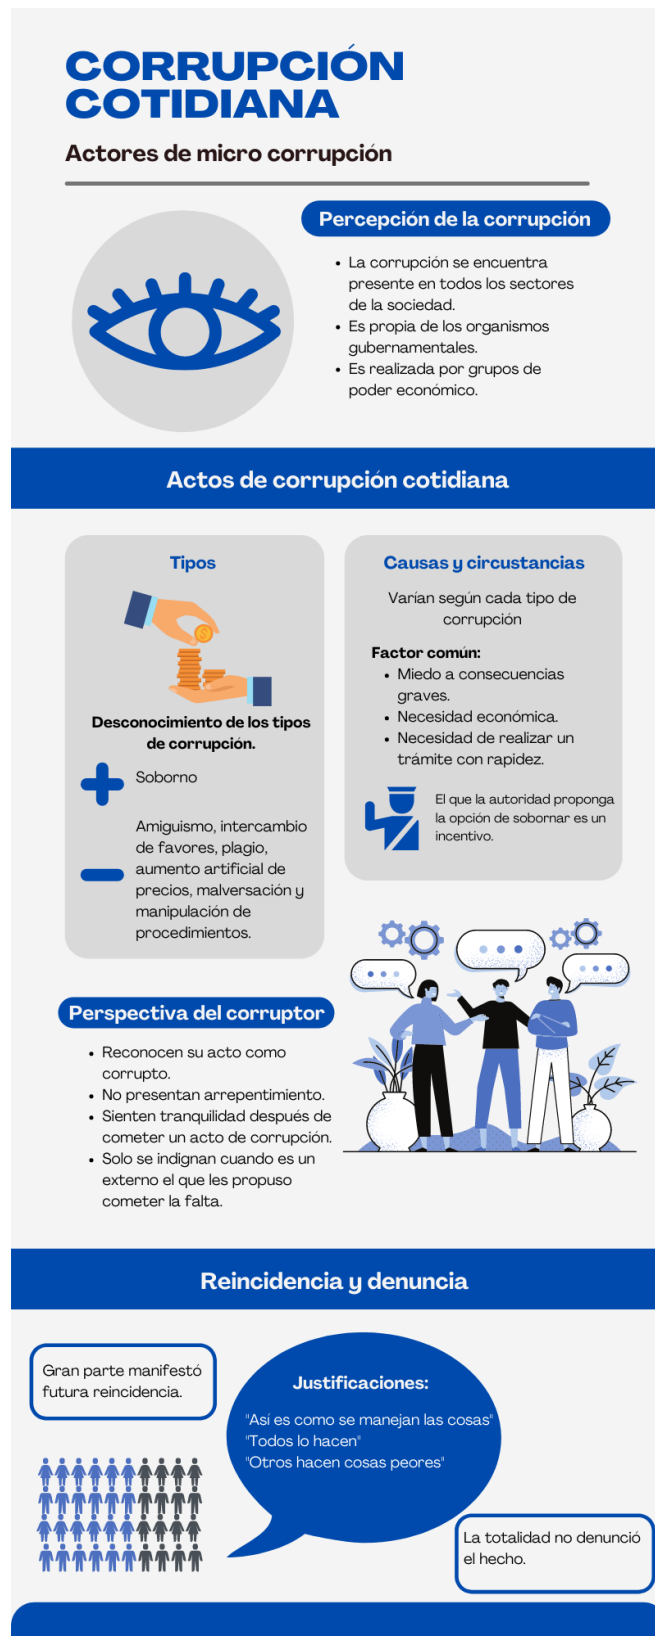 CORRUPCIÓN
COTIDIANA
Actores de micro corrupción
Percepción de la corrupción
• La corrupción se encuentra
presente en todos los sectores
de la sociedad.
• Es propia de los organismos
gubernamentales.
• Es realizada por grupos de
poder económico.
Actos de corrupción cotidiana
Tipos
Desconocimiento de los tipos
de corrupción.
Soborno
Amiguismo, intercambio
de favores, plagio,
aumento artificial de
precios, malversación y
manipulación de
procedimientos.
Causas y circustancias
Varían según cada tipo de
corrupción
Factor común:
• Miedo a consecuencias
graves.
• Necesidad económica.
• Necesidad de realizar un
trámite con rapidez.
El que la autoridad proponga
la opción de sobornar es un
incentivo.
Perspectiva del corruptor
• Reconocen su acto como
corrupto.
• No presentan arrepentimiento.
• Sienten tranquilidad después de
cometer un acto de corrupción.
• Solo se indignan cuando es un
externo el que les propuso
cometer la falta.
Reincidencia y denuncia
Gran parte manifestó
futura reincidencia.
Justificaciones:
"Así es como se manejan las cosas"
"Todos lo hacen"
"Otros hacen cosas peores"
La totalidad no denunció
el hecho.